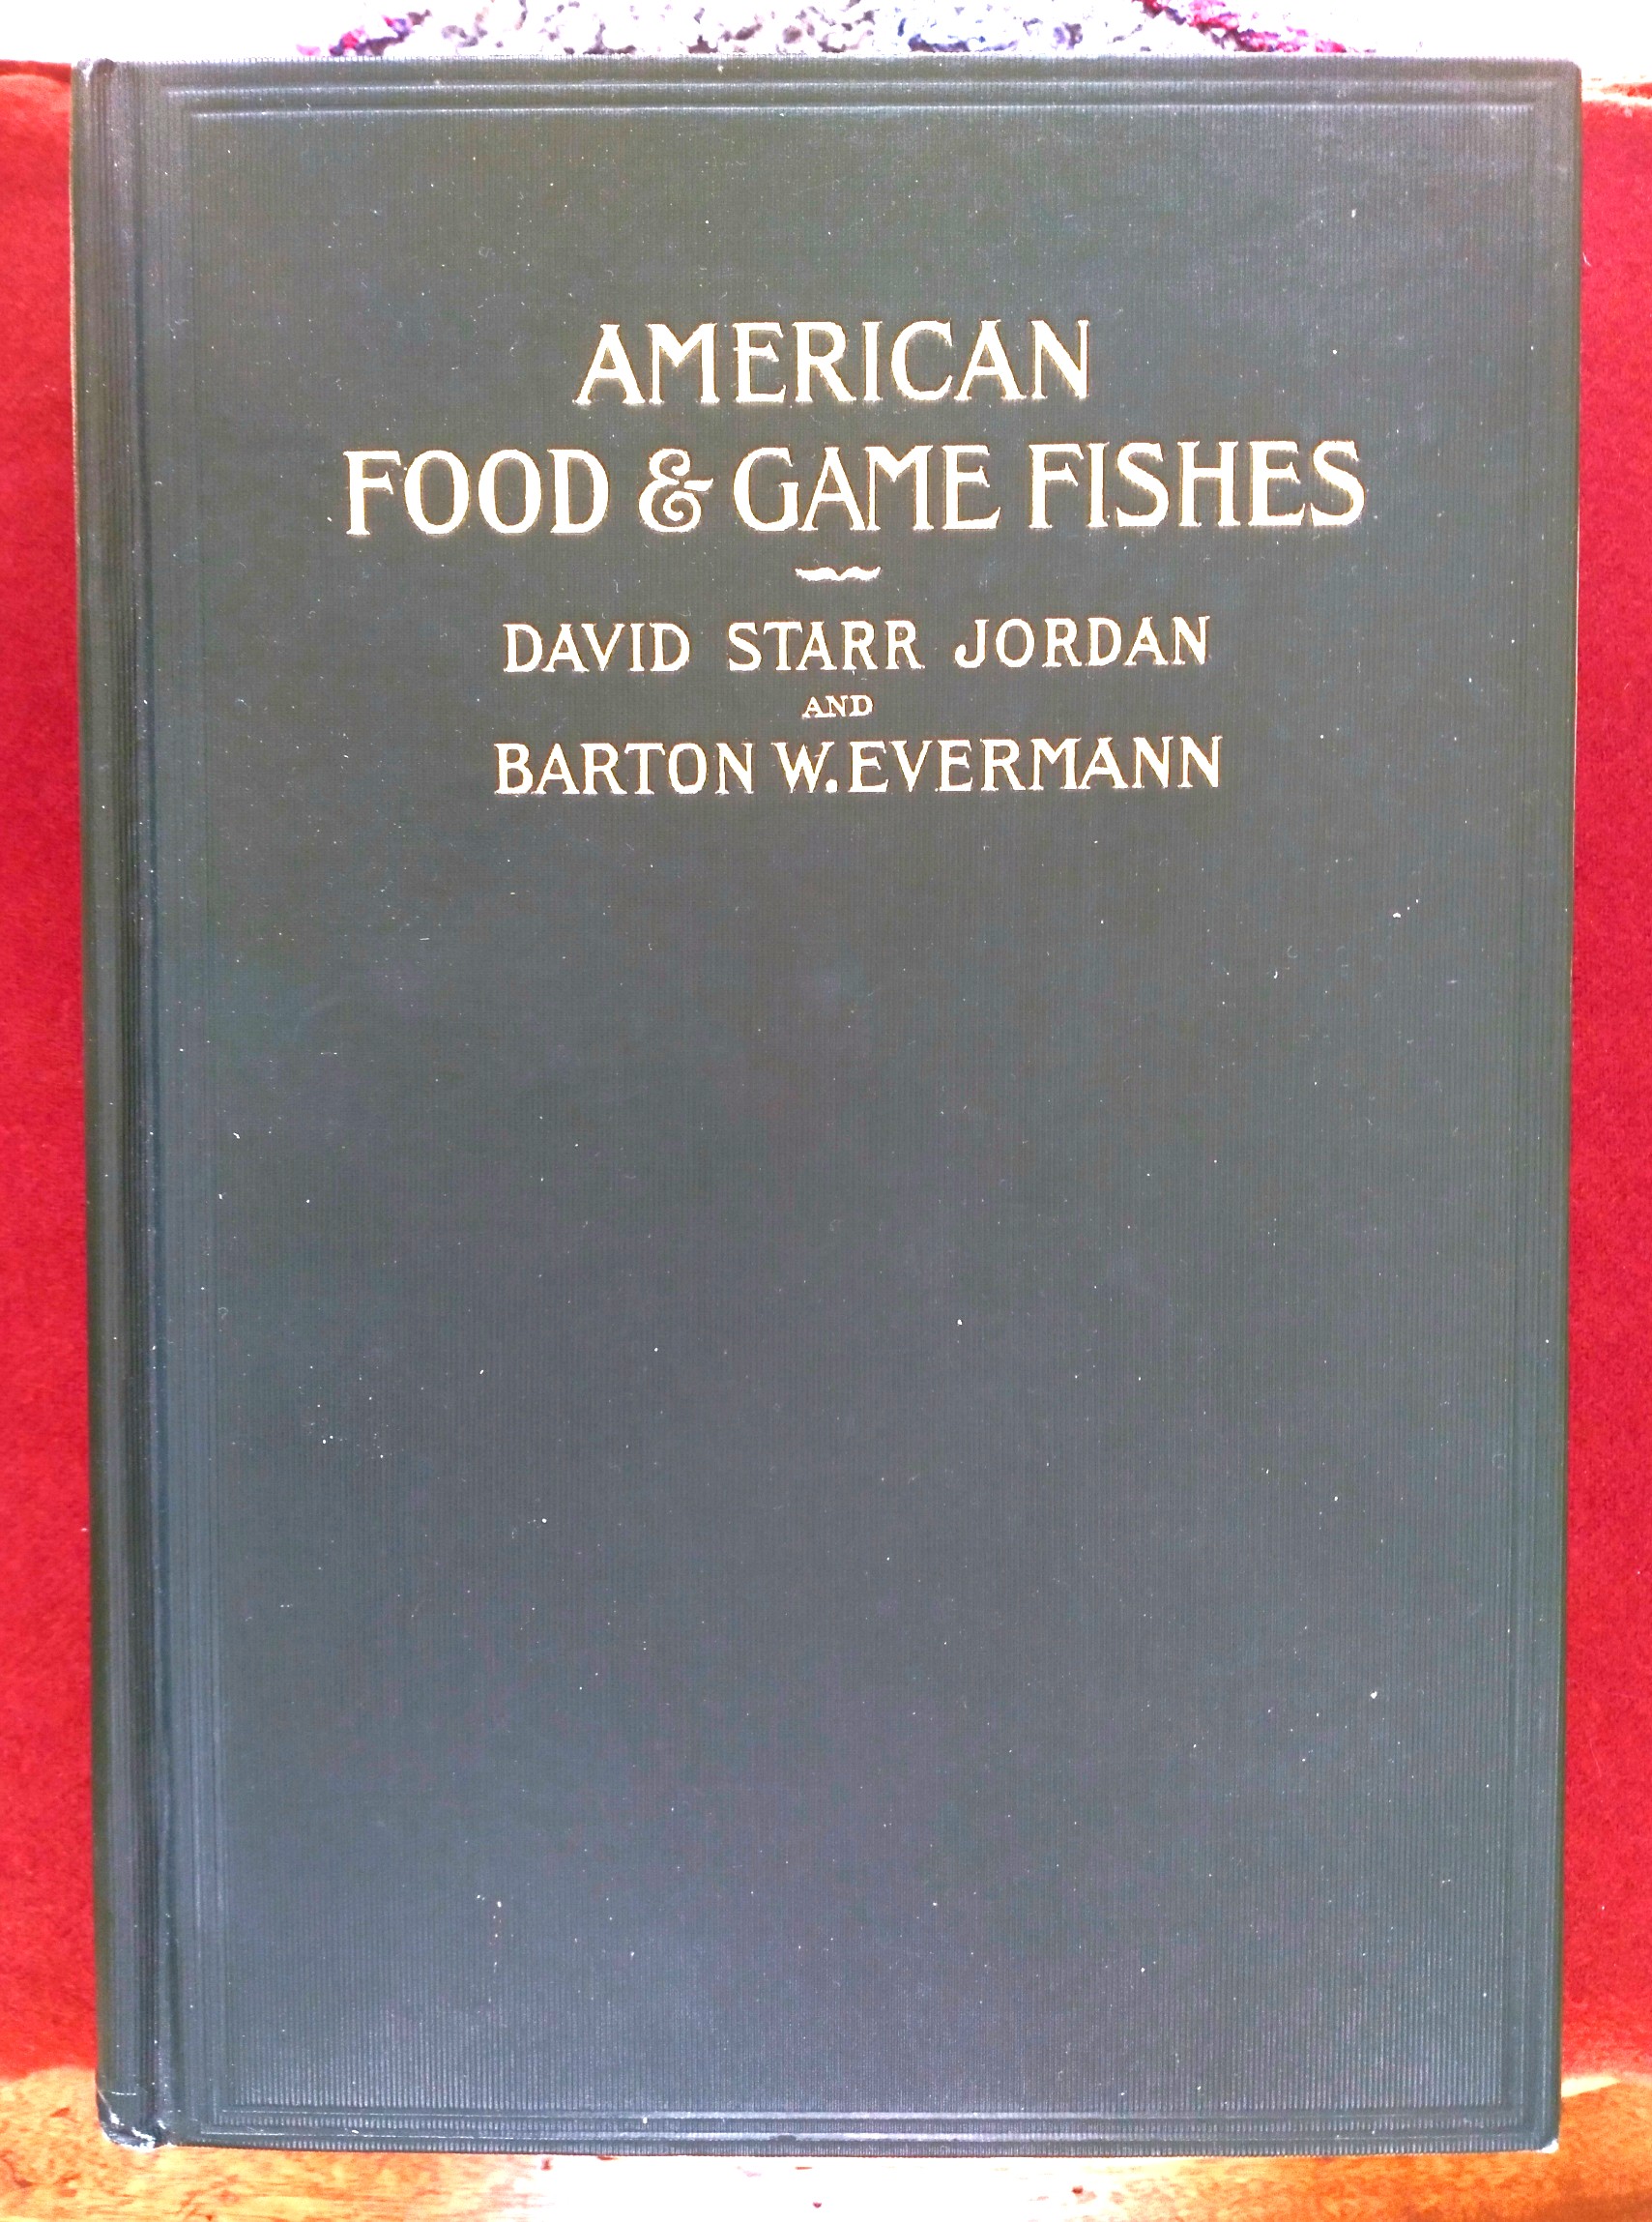 AMERICAN
FOOD & GAME FISHES
DAVID STARR JORDAN
AND
BARTON W. EVERMANN